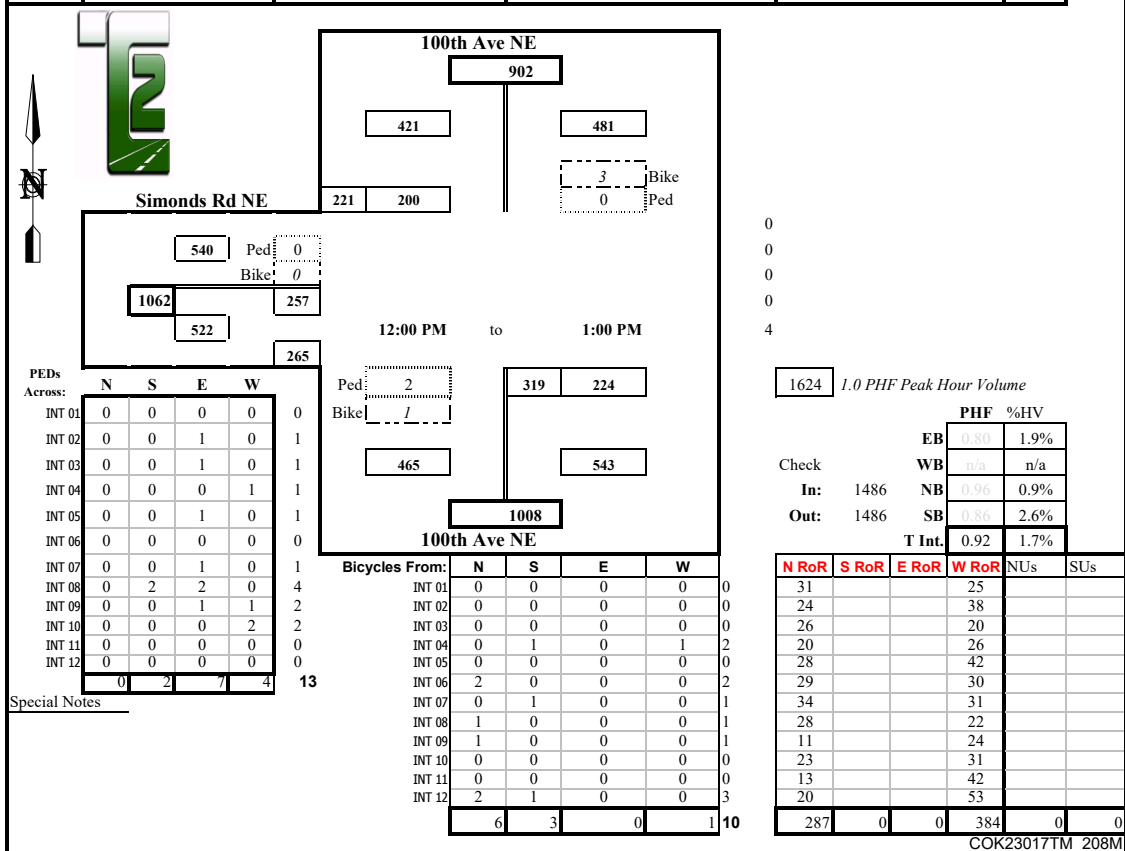 T2
N
100th Ave NE
902
421 481
3 Bike
0 Ped
Simonds Rd NE
221 200
0
540 Ped 0
0
Bike 0
0
1062 257
0
522
12:00 PM to 1:00 PM
4
265
PEDs Across: N S E W
Ped 2
319 224
1624 1.0 PHF Peak Hour Volume
INT 01 0 0 0 0 0
Bike 1
PHF %HV
INT 02 0 0 1 0 1
EB 0.80 1.9%
INT 03 0 0 1 0 1
465 543
Check WB n/a n/a
INT 04 0 0 0 1 1
In: 1486 NB 0.96 0.9%
INT 05 0 0 1 0 1
1008
Out: 1486 SB 0.86 2.6%
INT 06 0 0 0 0 0
100th Ave NE
T Int. 0.92 1.7%
INT 07 0 0 1 0 1
INT 08 0 2 2 0 4
INT 09 0 0 1 1 2
INT 10 0 0 0 2 2
INT 11 0 0 0 0 0
INT 12 0 0 0 0 0
0 2 7 4 13
Special Notes
Bicycles From: N S E W
INT 01 0 0 0 0 0
INT 02 0 0 0 0 0
INT 03 0 0 0 0 0
INT 04 0 1 0 1 2
INT 05 0 0 0 0 0
INT 06 2 0 0 0 2
INT 07 0 1 0 0 1
INT 08 1 0 0 0 1
INT 09 1 0 0 0 1
INT 10 0 0 0 0 0
INT 11 0 0 0 0 0
INT 12 2 1 0 0 3
6 3 0 1 10
N RoR S RoR E RoR W RoR NUs SUs
31 25
24 38
26 20
20 26
28 42
29 30
34 31
28 22
11 24
23 31
13 42
20 53
287 0 0 384 0 0
COK23017TM_208M